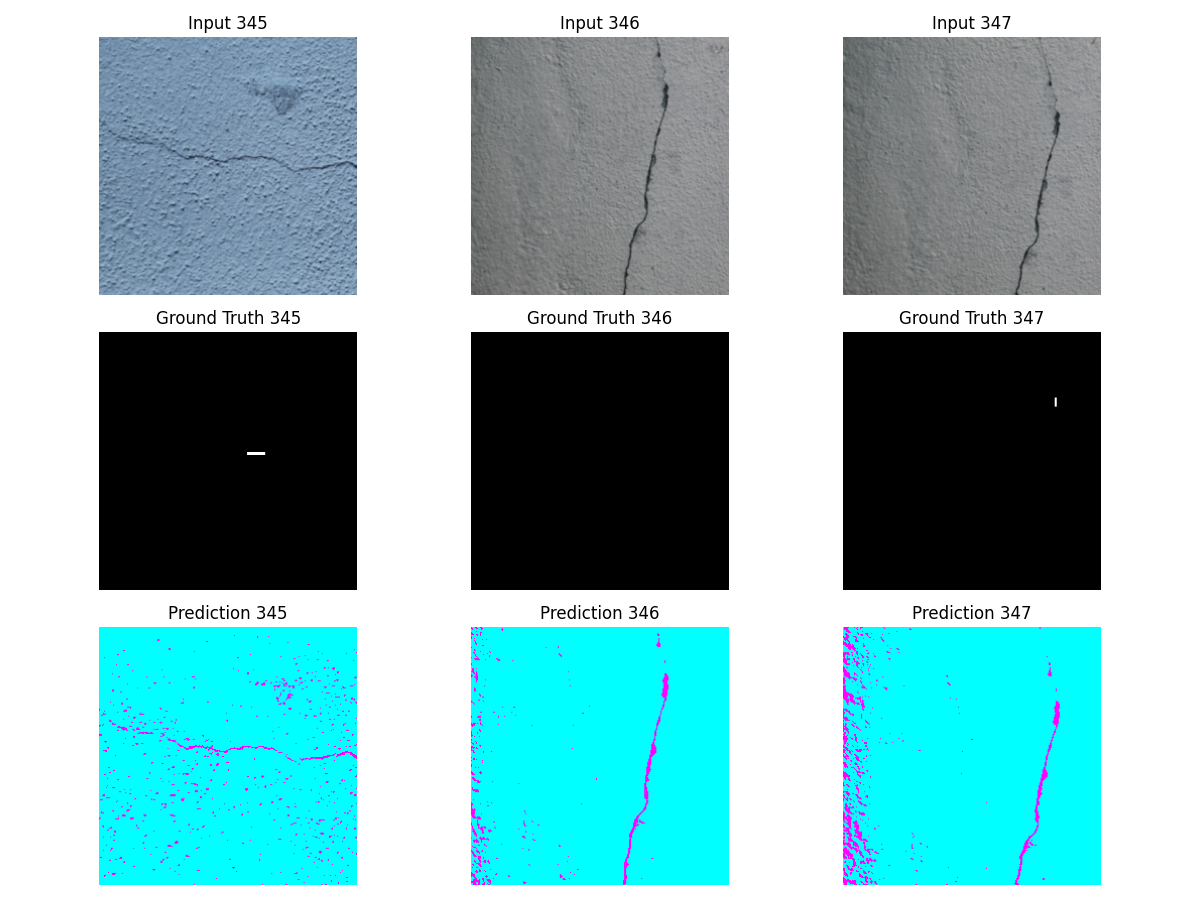 Input 345
Input 346
Input 347
Ground Truth 345
Ground Truth 346
Ground Truth 347
Prediction 345
Prediction 346
Prediction 347